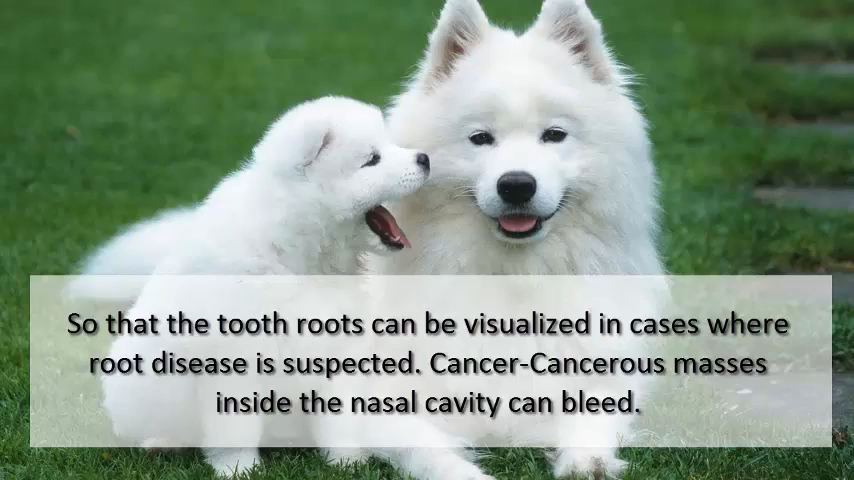 So that the tooth roots can be visualized in cases where
root disease is suspected. Cancer-Cancerous masses
inside the nasal cavity can bleed.